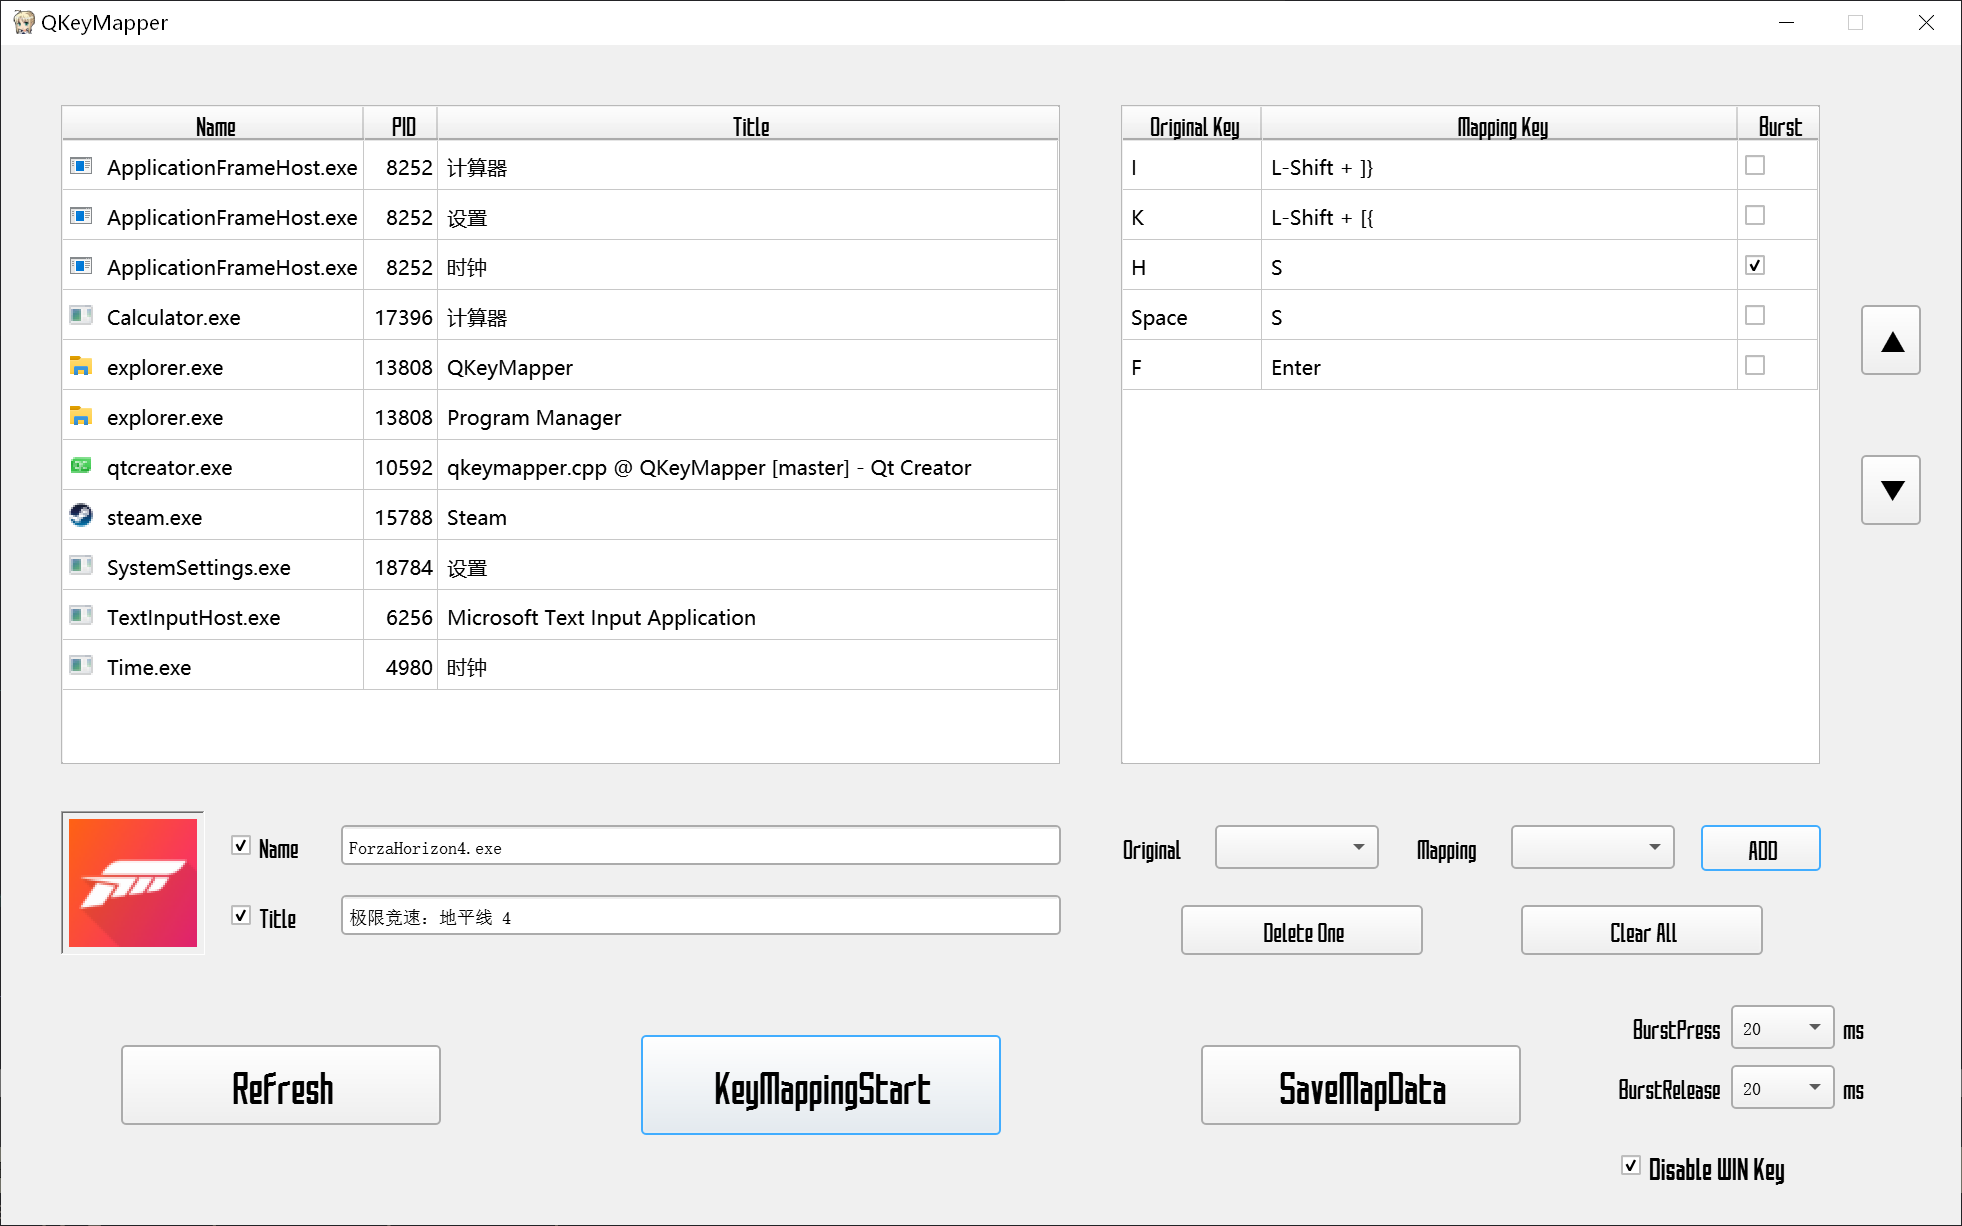 QKeyMapper
Name PID Title
ApplicationFrameHost.exe 8252 计算器
ApplicationFrameHost.exe 8252 设置
ApplicationFrameHost.exe 8252 时钟
Calculator.exe 17396 计算器
explorer.exe 13808 QKeyMapper
explorer.exe 13808 Program Manager
qtcreator.exe 10592 qkeymapper.cpp @ QKeyMapper [master] - Qt Creator
steam.exe 15788 Steam
SystemSettings.exe 18784 设置
TextInputHost.exe 6256 Microsoft Text Input Application
Time.exe 4980 时钟
Original Key Mapping Key Burst
I L-Shift + ]}
K L-Shift + [{
H S
Space S
F Enter
Name ForzaHorizon4.exe
Title 极限竞速：地平线 4
Original Mapping ADD
Delete One Clear All
Refresh KeyMappingStart SaveMapData
BurstPress 20 ms
BurstRelease 20 ms
Disable WIN Key